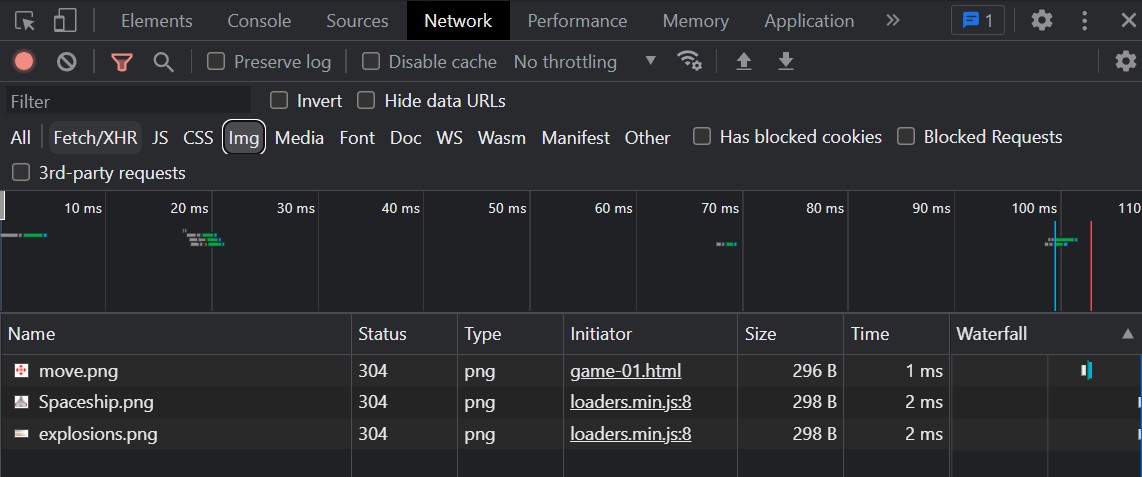 Elements Console Sources Network Performance Memory Application » 1
Preserve log Disable cache No throttling
Filter Invert Hide data URLs
All Fetch/XHR JS CSS Img Media Font Doc WS Wasm Manifest Other Has blocked cookies Blocked Requests
3rd-party requests
10 ms 20 ms 30 ms 40 ms 50 ms 60 ms 70 ms 80 ms 90 ms 100 ms 110
Name Status Type Initiator Size Time Waterfall
move.png 304 png game-01.html 296 B 1 ms
Spaceship.png 304 png loaders.min.js:8 298 B 2 ms
explosions.png 304 png loaders.min.js:8 298 B 2 ms